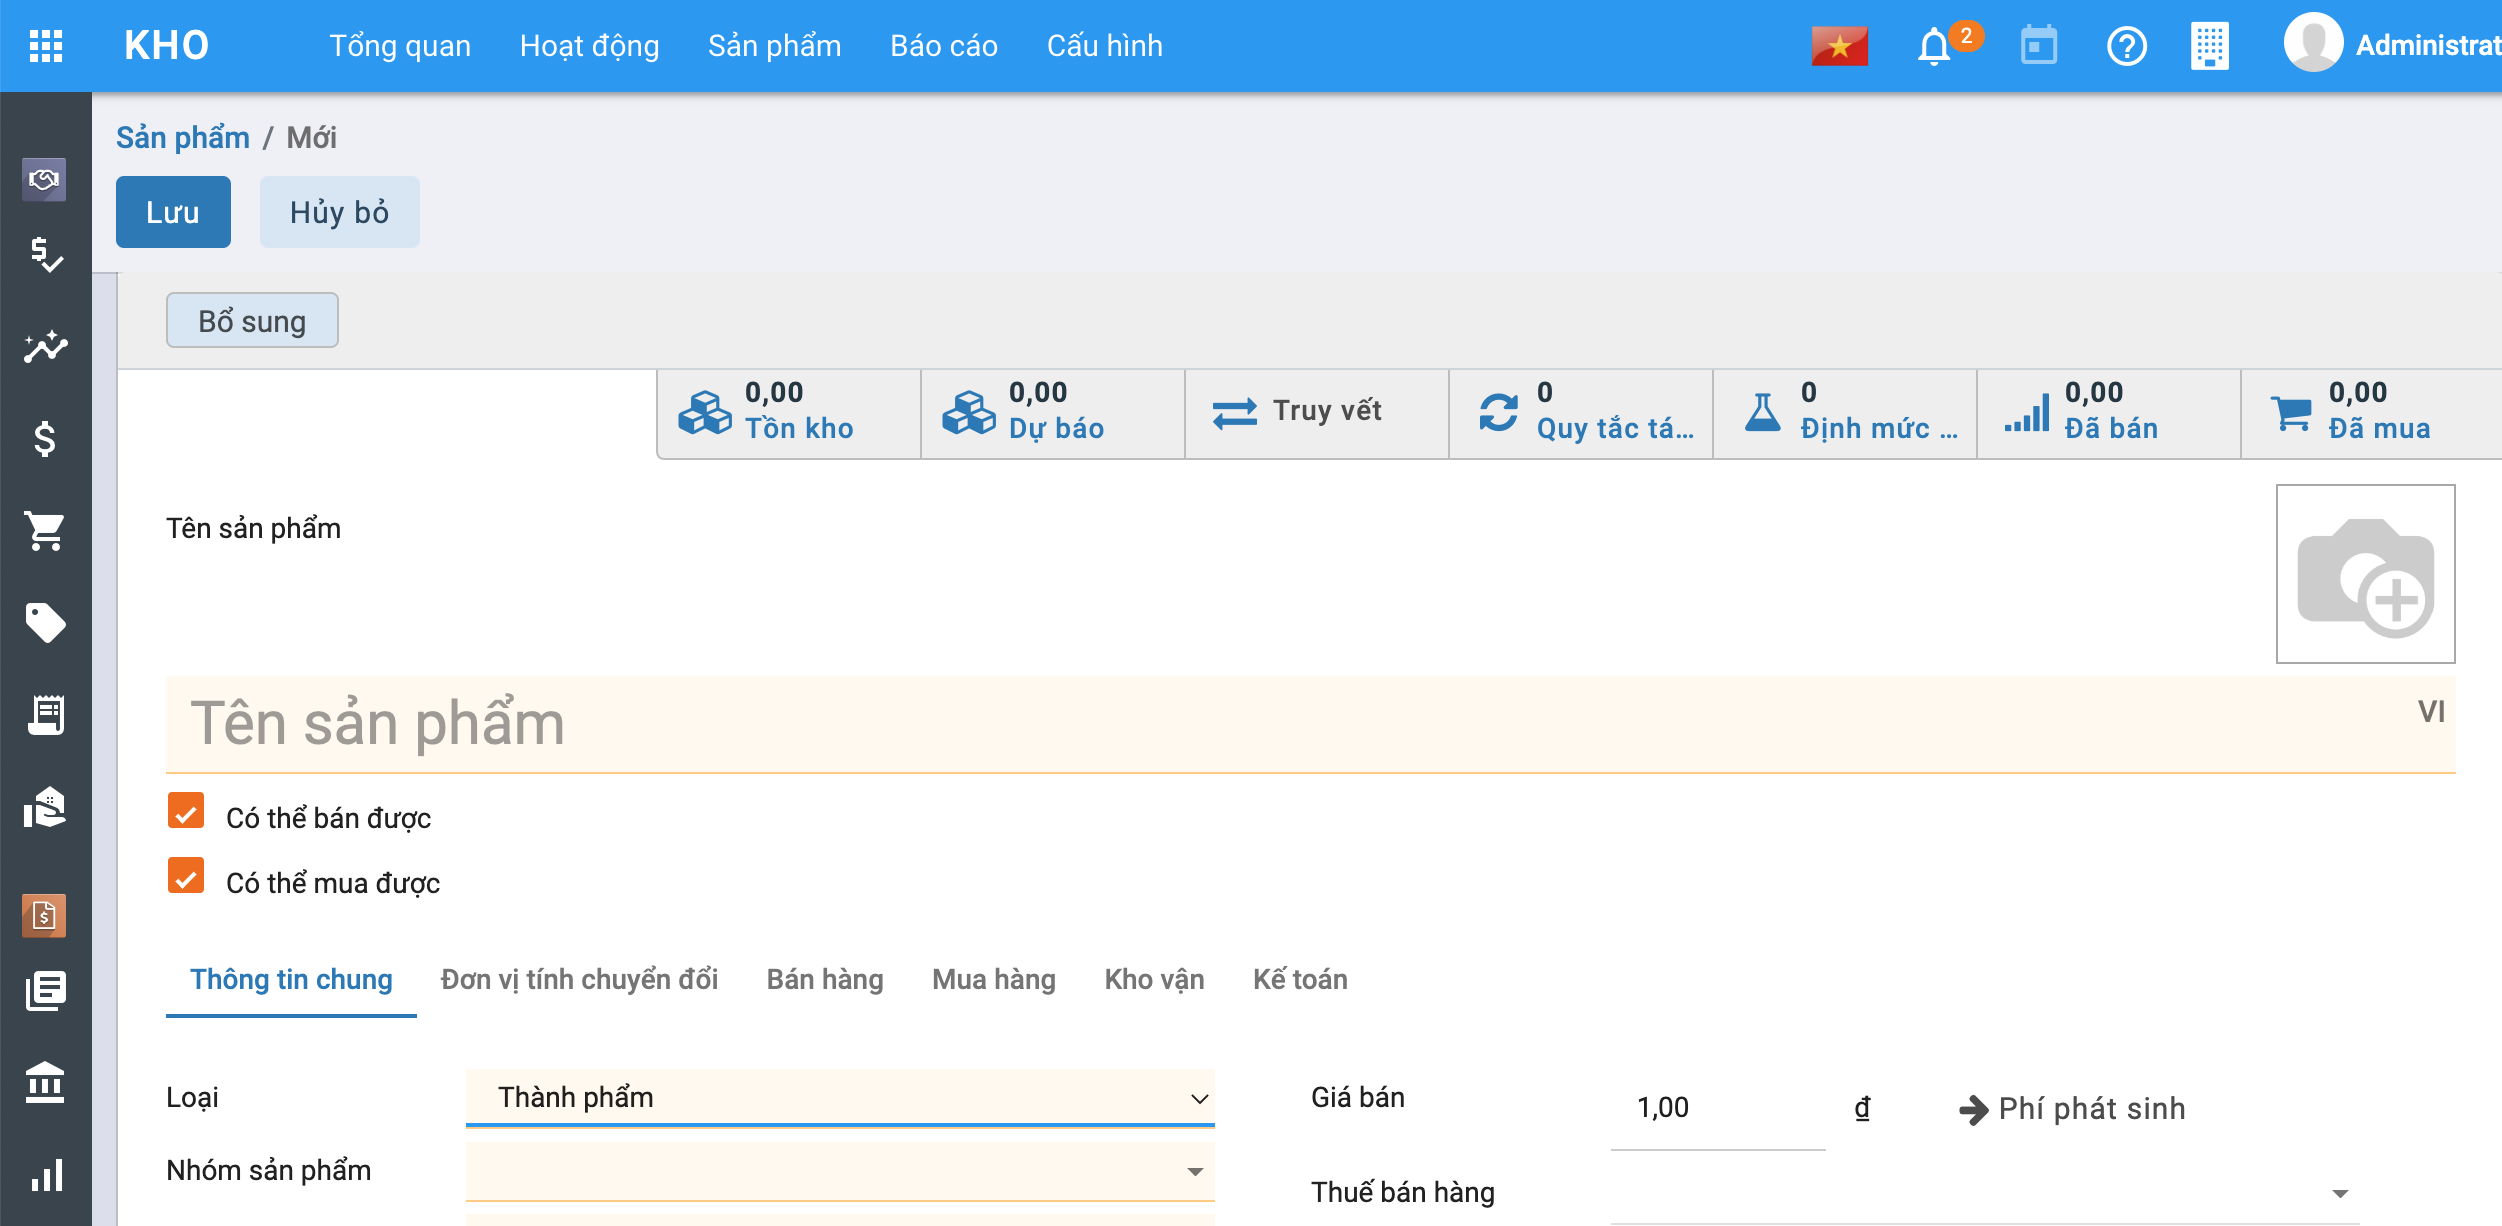 KHO Tổng quan Hoạt động Sản phẩm Báo cáo Cấu hình 2 Administrat
Sản phẩm / Mới
Lưu Hủy bỏ
Bổ sung
0,00 Tồn kho
0,00 Dự báo
Truy vết
0 Quy tắc tá...
0 Định mức ...
0,00 Đã bán
0,00 Đã mua
Tên sản phẩm
Tên sản phẩm VI
Có thể bán được
Có thể mua được
Thông tin chung Đơn vị tính chuyển đổi Bán hàng Mua hàng Kho vận Kế toán
Loại Thành phẩm
Giá bán 1,00 ₫ Phí phát sinh
Nhóm sản phẩm
Thuế bán hàng